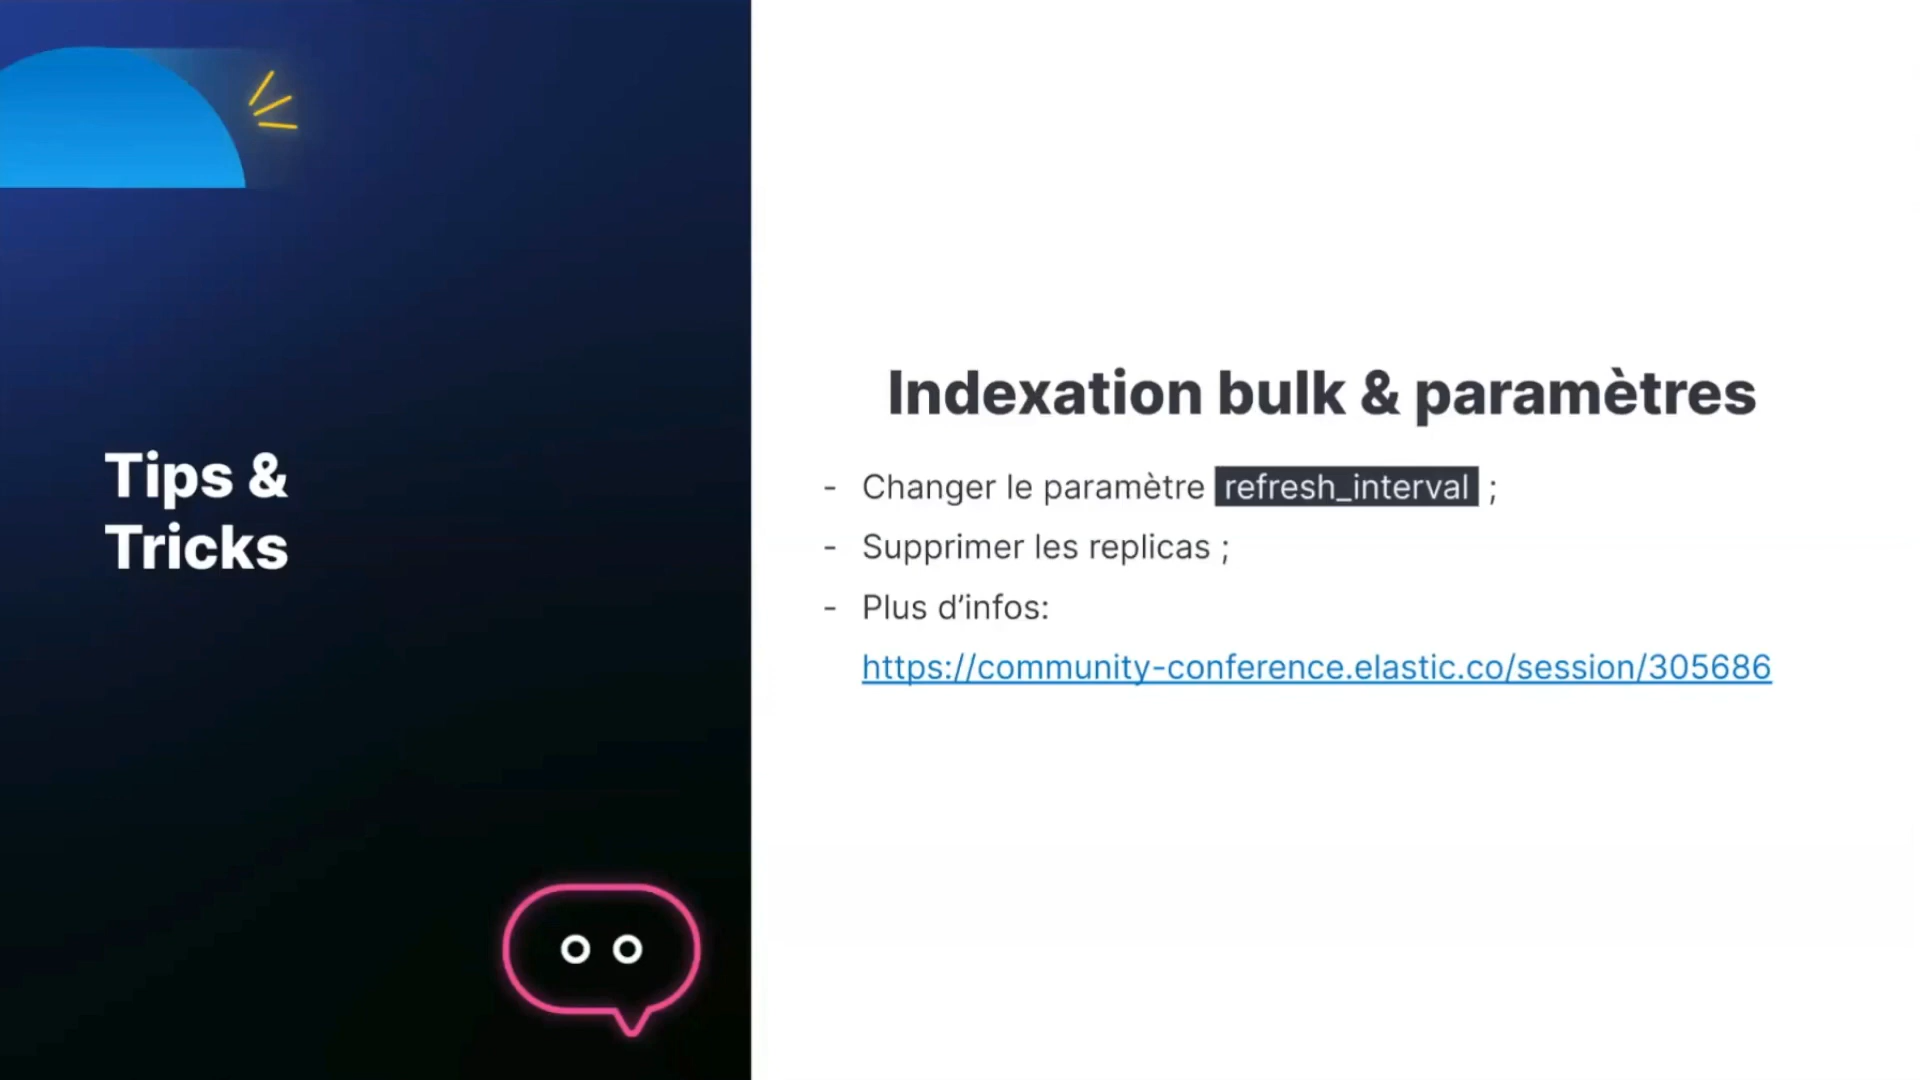 Tips &
Tricks
Indexation bulk & paramètres
- Changer le paramètre refresh_interval ;
- Supprimer les replicas ;
- Plus d’infos:
https://community-conference.elastic.co/session/305686